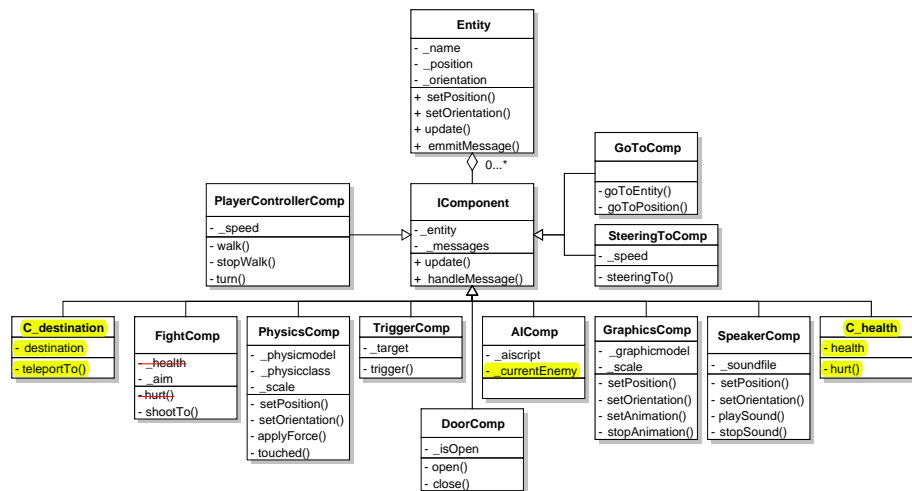 Entity
- _name
- _position
- _orientation
+ setPosition()
+ setOrientation()
+ update()
+ emmitMessage()
0...*
GoToComp
- goToEntity()
- goToPosition()
PlayerControllerComp
- _speed
- walk()
- stopWalk()
- turn()
IComponent
- _entity
- _messages
+ update()
+ handleMessage()
SteeringToComp
- _speed
- steeringTo()
C_destination
- destination
- teleportTo()
FightComp
- _health
- _aim
- hurt()
- shootTo()
PhysicsComp
- _physicmodel
- _physicclass
- _scale
- setPosition()
- setOrientation()
- applyForce()
- touched()
TriggerComp
- _target
- trigger()
AIComp
- _aiscript
- _currentEnemy
GraphicsComp
- _graphicmodel
- _scale
- setPosition()
- setOrientation()
- setAnimation()
- stopAnimation()
SpeakerComp
- _soundfile
- setPosition()
- setOrientation()
- playSound()
- stopSound()
C_health
- health
- hurt()
DoorComp
- _isOpen
- open()
- close()